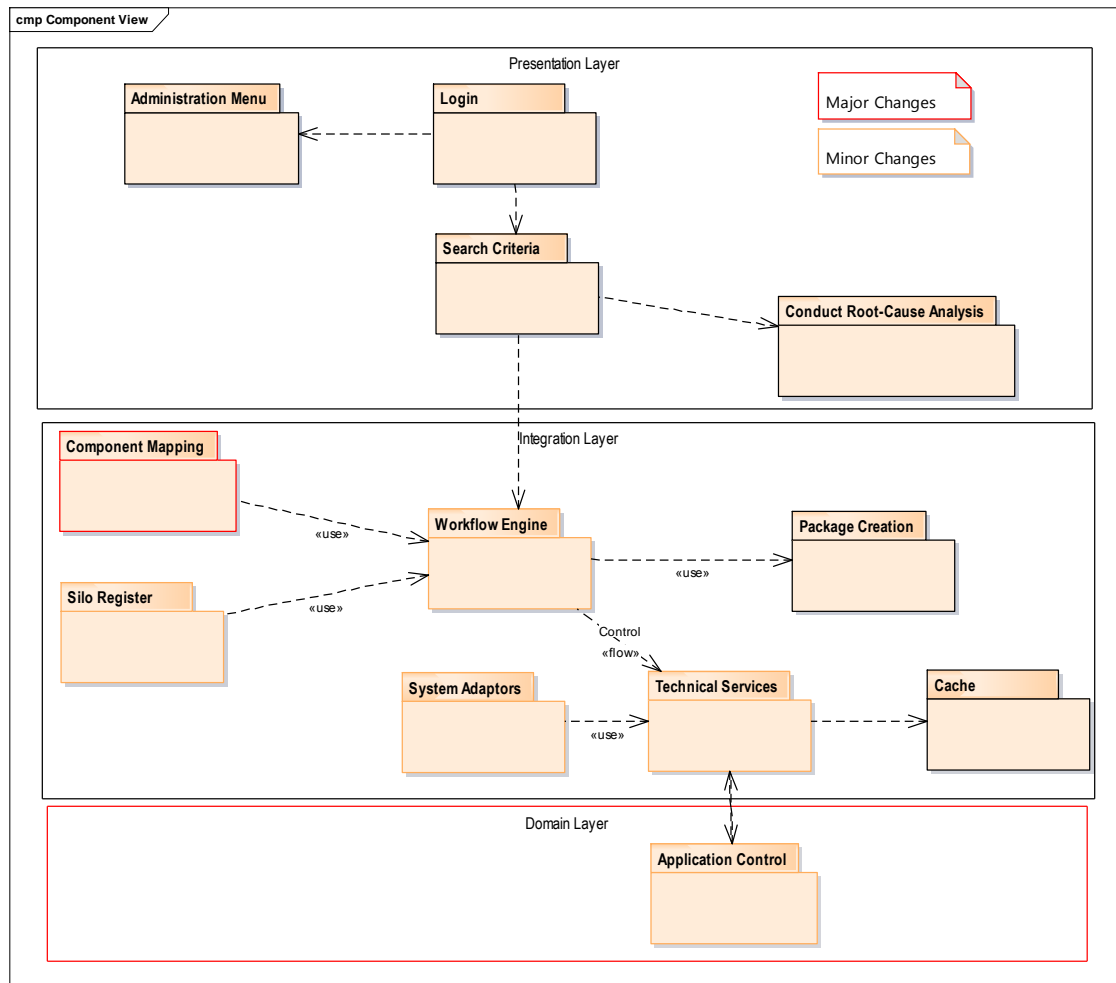 cmp Component View
Presentation Layer
Administration Menu
Login
Major Changes
Minor Changes
Search Criteria
Conduct Root-Cause Analysis
Integration Layer
Component Mapping
Workflow Engine
Package Creation
«use»
«use»
Silo Register
«use»
Control
«flow»
System Adaptors
Technical Services
Cache
«use»
Domain Layer
Application Control